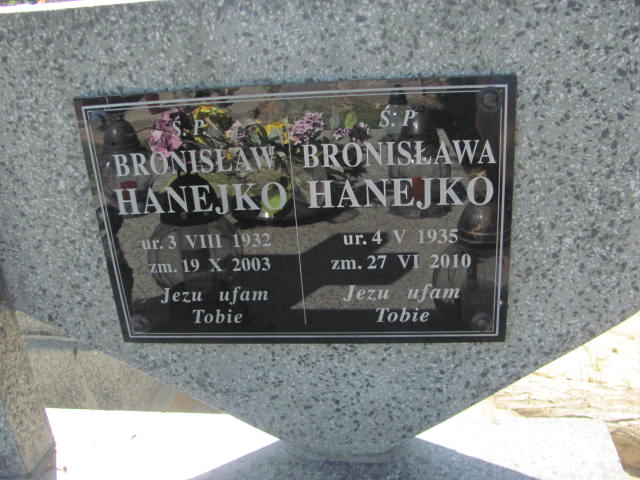 Ś. P.
BRONISŁAW
HANEJKO
ur. 3 VIII 1932
zm. 19 X 2003
Jezu ufam
Tobie
Ś. P.
BRONISŁAWA
HANEJKO
ur. 4 V 1935
zm. 27 VI 2010
Jezu ufam
Tobie